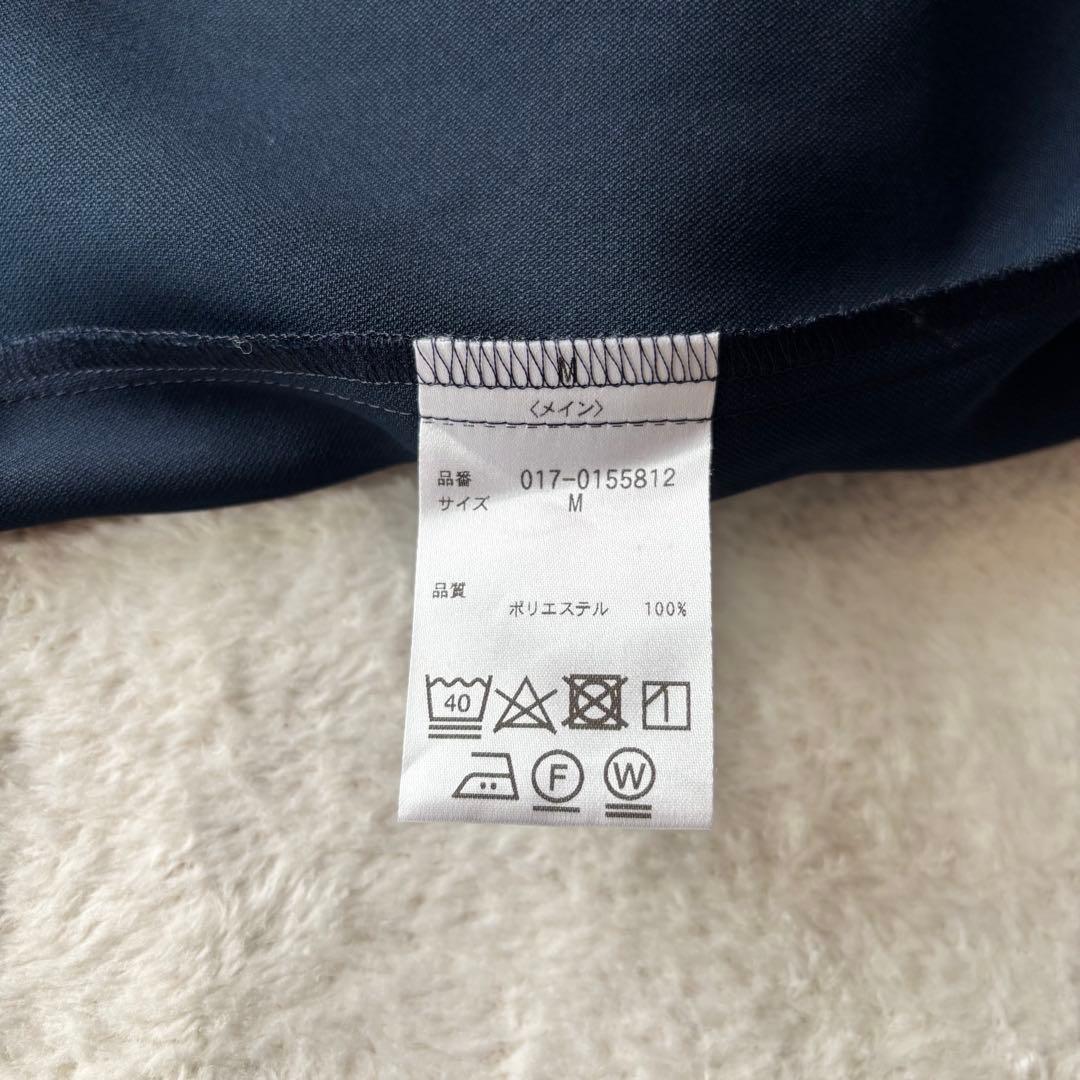 M
〈メイン〉
品番 017-0155812
サイズ M
品質
ポリエステル 100%
40
F W